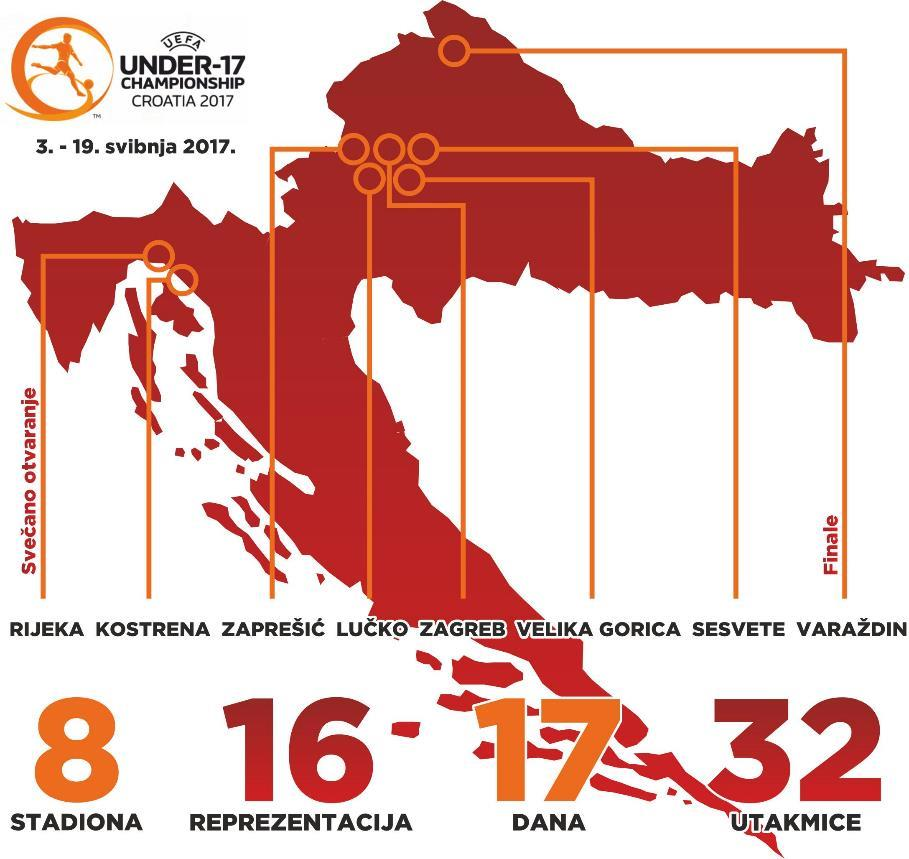 UEFA
UNDER-17
CHAMPIONSHIP
CROATIA 2017
™
3. - 19. svibnja 2017.
Svečano otvaranje
Finale
RIJEKA KOSTRENA ZAPREŠIĆ LUČKO ZAGREB VELIKA GORICA SESVETE VARAŽDIN
8 16 17 32
STADIONA REPREZENTACIJA DANA UTAKMICE